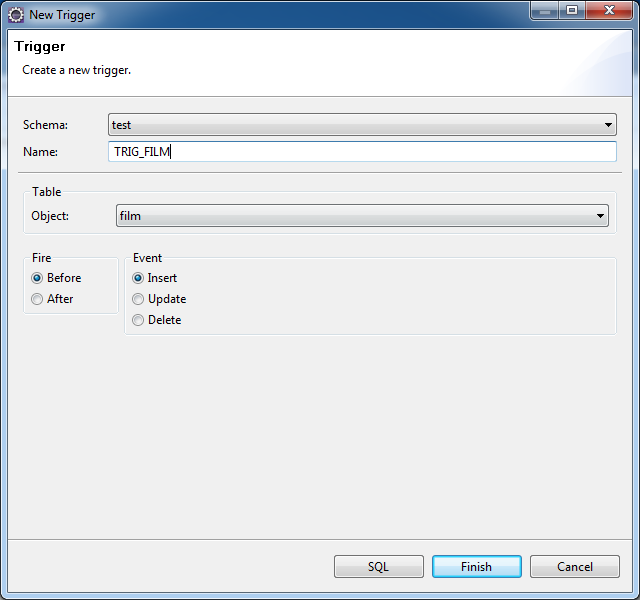 New Trigger
Trigger
Create a new trigger.
Schema: test
Name: TRIG_FILM
Table
Object: film
Fire Event
Before Insert
After Update
Delete
SQL Finish Cancel